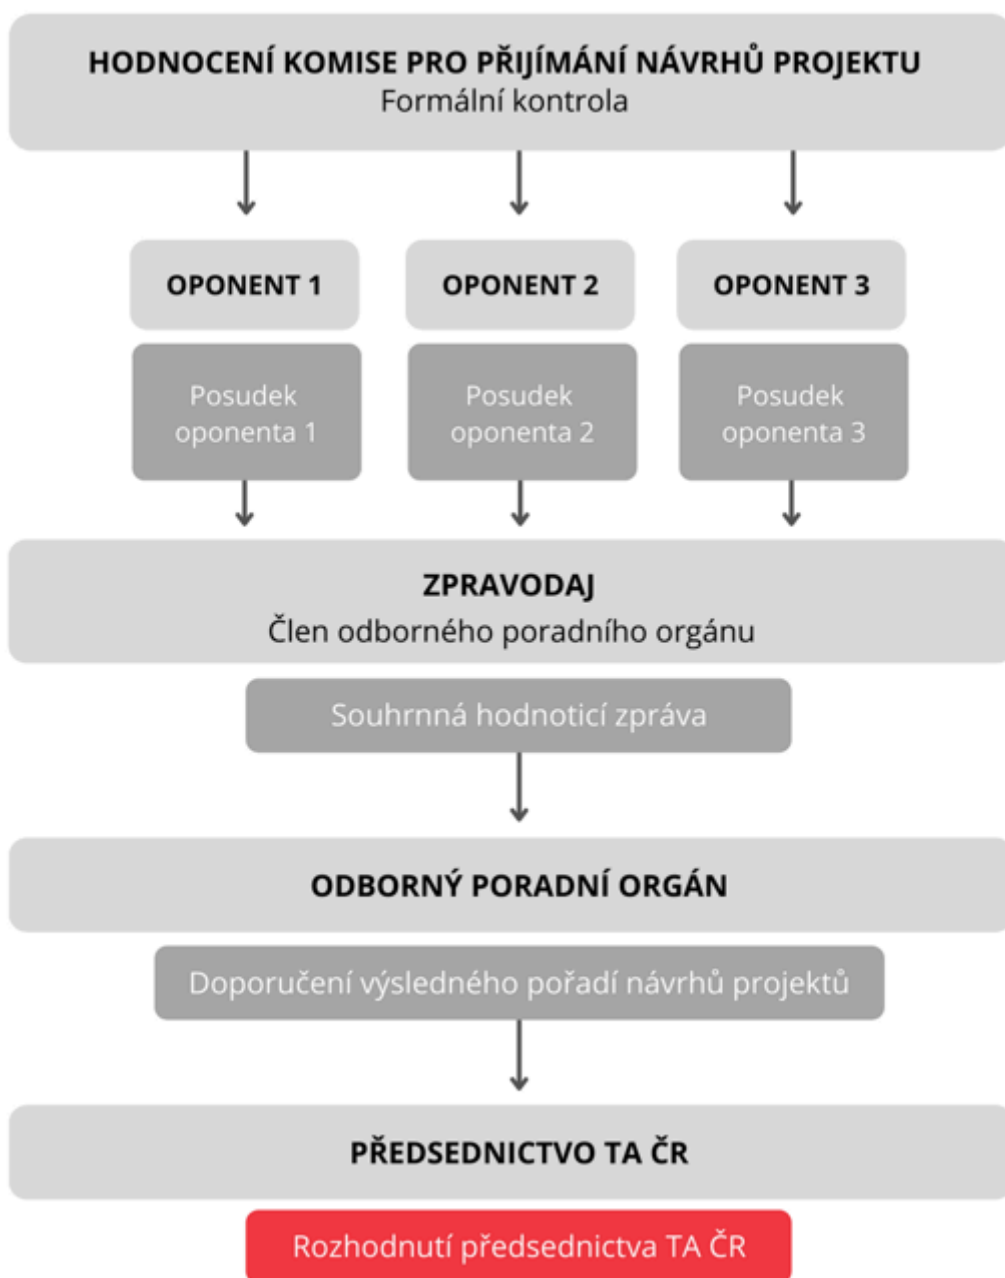 HODNOCENÍ KOMISE PRO PŘIJÍMÁNÍ NÁVRHŮ PROJEKTU
Formální kontrola
OPONENT 1
OPONENT 2
OPONENT 3
Posudek
oponenta 1
Posudek
oponenta 2
Posudek
oponenta 3
ZPRAVODAJ
Člen odborného poradního orgánu
Souhrnná hodnoticí zpráva
ODBORNÝ PORADNÍ ORGÁN
Doporučení výsledného pořadí návrhů projektů
PŘEDSEDNICTVO TA ČR
Rozhodnutí předsednictva TA ČR